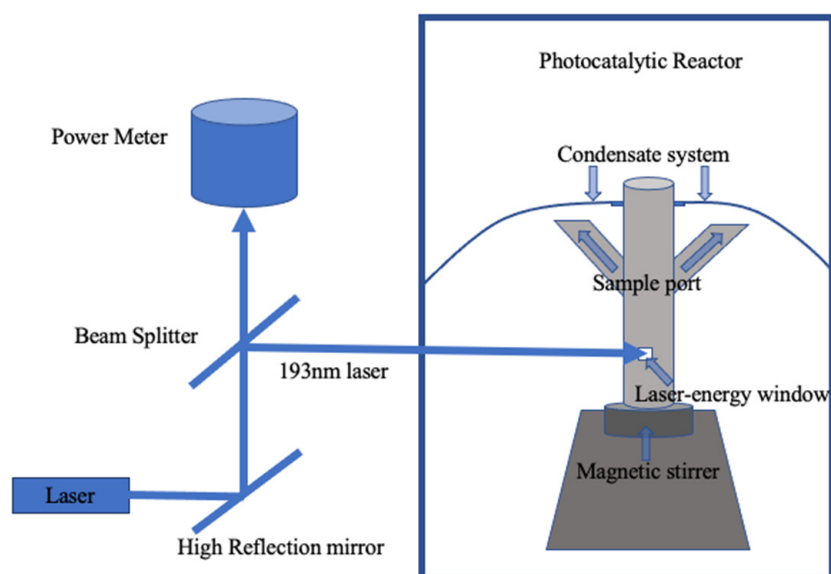 Photocatalytic Reactor
Power Meter
Condensate system
Sample port
Beam Splitter
193nm laser
Laser-energy window
Magnetic stirrer
Laser
High Reflection mirror